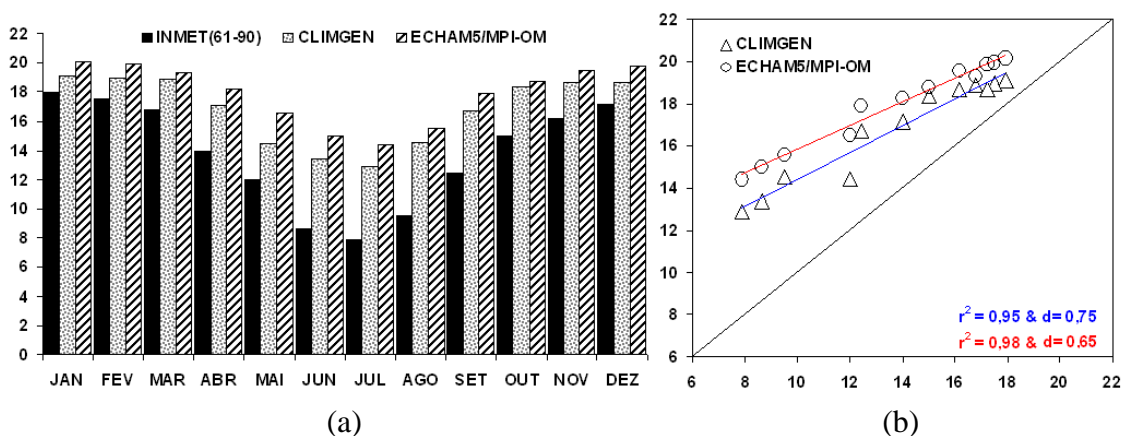 22
20
18
16
14
12
10
8
6
4
2
0
INMET(61-90) CLIMGEN ECHAM5/MPI-OM
JAN FEV MAR ABR MAI JUN JUL AGO SET OUT NOV DEZ
(a)
22
20
18
16
14
12
10
8
6
CLIMGEN
ECHAM5/MPI-OM
r² = 0,95 & d= 0,75
r² = 0,98 & d= 0,65
6 8 10 12 14 16 18 20 22
(b)